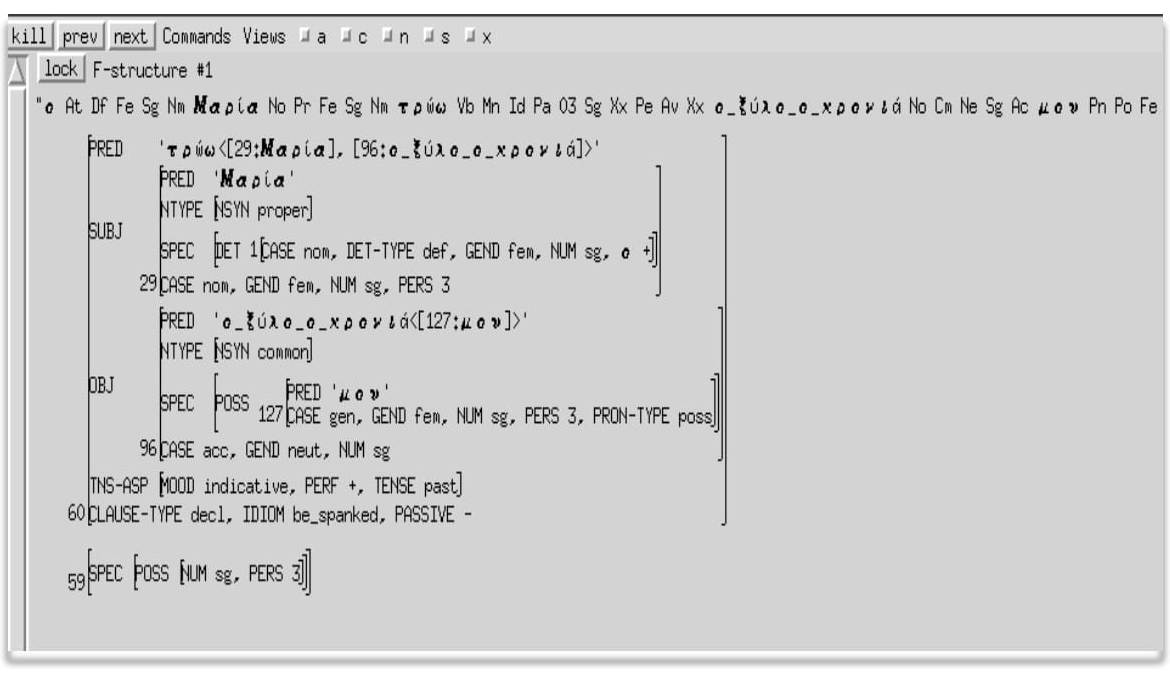 kill prev next Commands Views a c n s x
lock F-structure #1
"ο At Df Fe Sg Nm Μαρία No Pr Fe Sg Nm τρώω Vb Mn Id Pa 03 Sg Xx Pe Av Xx ο_ξύλο_ο_χρονιά No Cm Ne Sg Ac μου Pn Po Fe
PRED 'τρώω<[29:Μαρία], [96:ο_ξύλο_ο_χρονιά]>'
PRED 'Μαρία'
NTYPE [NSYN proper]
SUBJ
SPEC [DET 1[CASE nom, DET-TYPE def, GEND fem, NUM sg, ο +]]
29[CASE nom, GEND fem, NUM sg, PERS 3
PRED 'ο_ξύλο_ο_χρονιά<[127:μου]>'
NTYPE [NSYN common]
OBJ
PRED 'μου'
SPEC [POSS 127[CASE gen, GEND fem, NUM sg, PERS 3, PRON-TYPE poss]]
96[CASE acc, GEND neut, NUM sg
TNS-ASP [MOOD indicative, PERF +, TENSE past]
60[CLAUSE-TYPE decl, IDIOM be_spanked, PASSIVE -
59[SPEC [POSS [NUM sg, PERS 3]]]